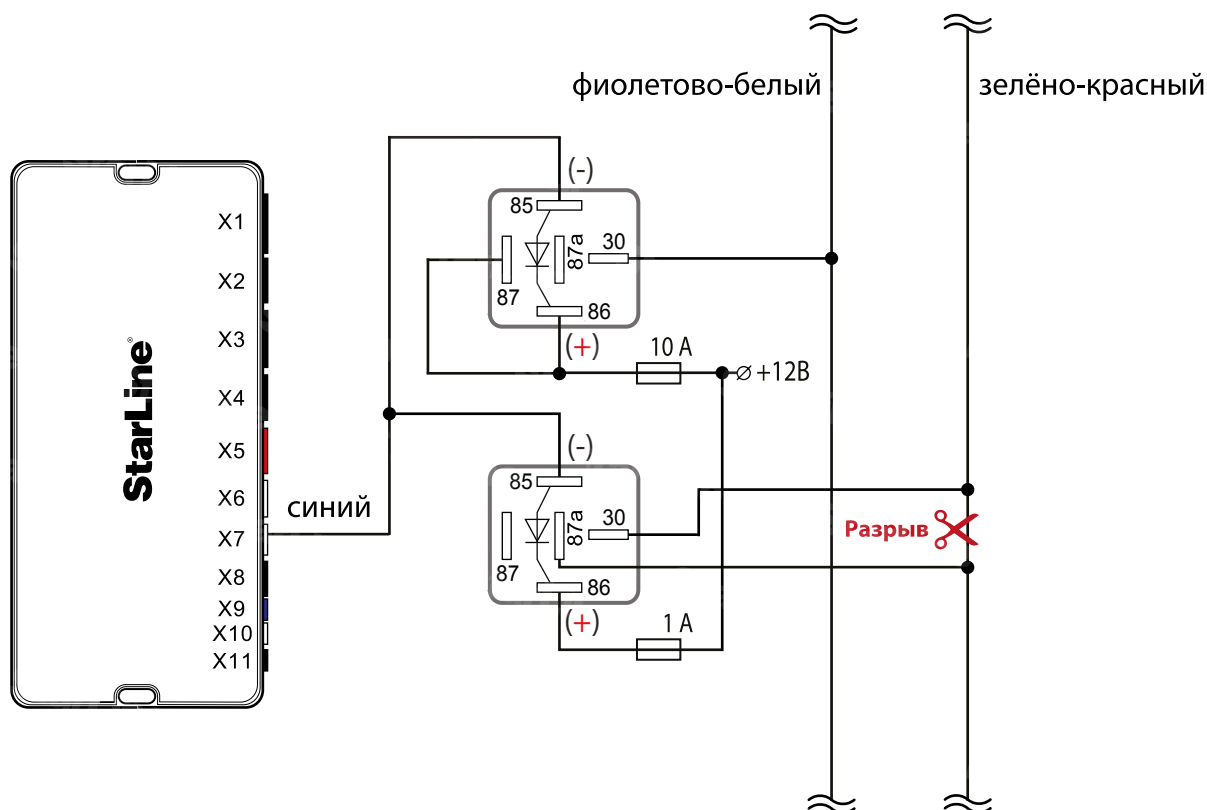 фиолетово-белый
зелёно-красный
(-)
85
30
87a
87
86
(+)
10 А
+12В
X1
X2
X3
X4
X5
X6
X7
X8
X9
X10
X11
StarLine®
синий
(-)
85
30
87a
87
86
(+)
1 А
Разрыв